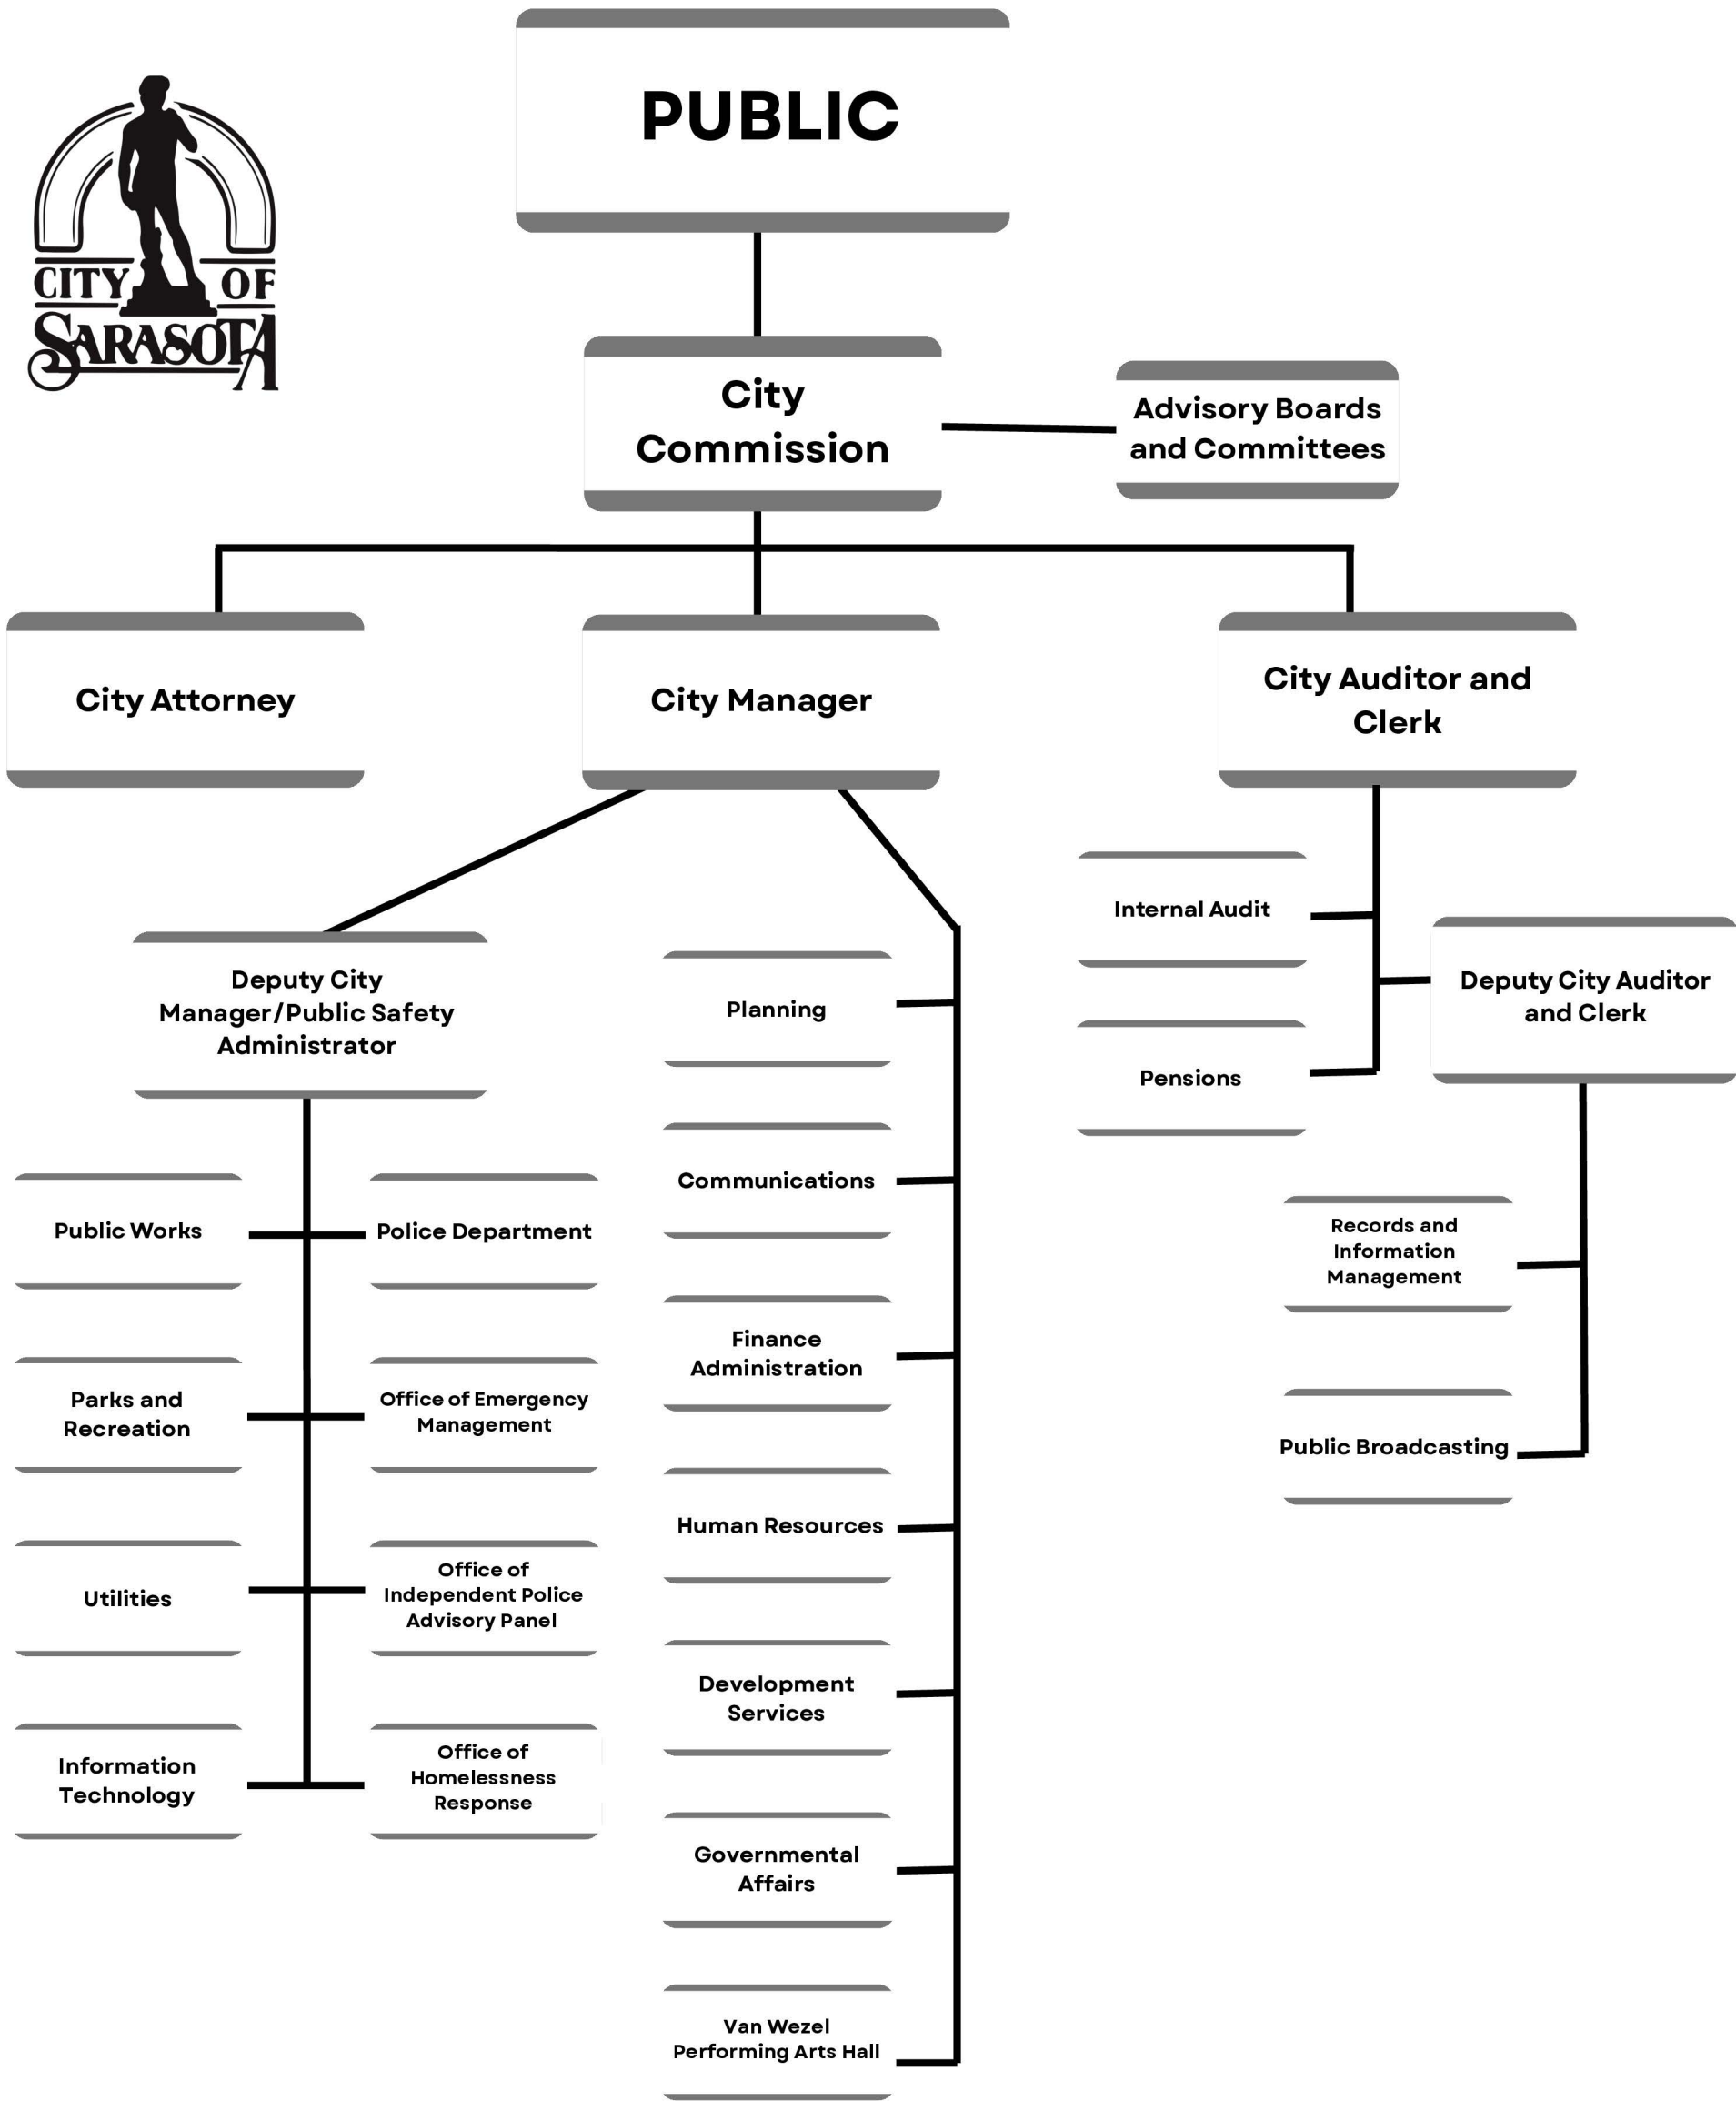 PUBLIC
CITY OF
SARASOTA
City
Commission
Advisory Boards
and Committees
City Attorney
City Manager
City Auditor and
Clerk
Internal Audit
Pensions
Deputy City Auditor
and Clerk
Records and
Information
Management
Public Broadcasting
Deputy City
Manager/Public Safety
Administrator
Public Works
Police Department
Parks and
Recreation
Office of Emergency
Management
Utilities
Office of
Independent Police
Advisory Panel
Information
Technology
Office of
Homelessness
Response
Planning
Communications
Finance
Administration
Human Resources
Development
Services
Governmental
Affairs
Van Wezel
Performing Arts Hall